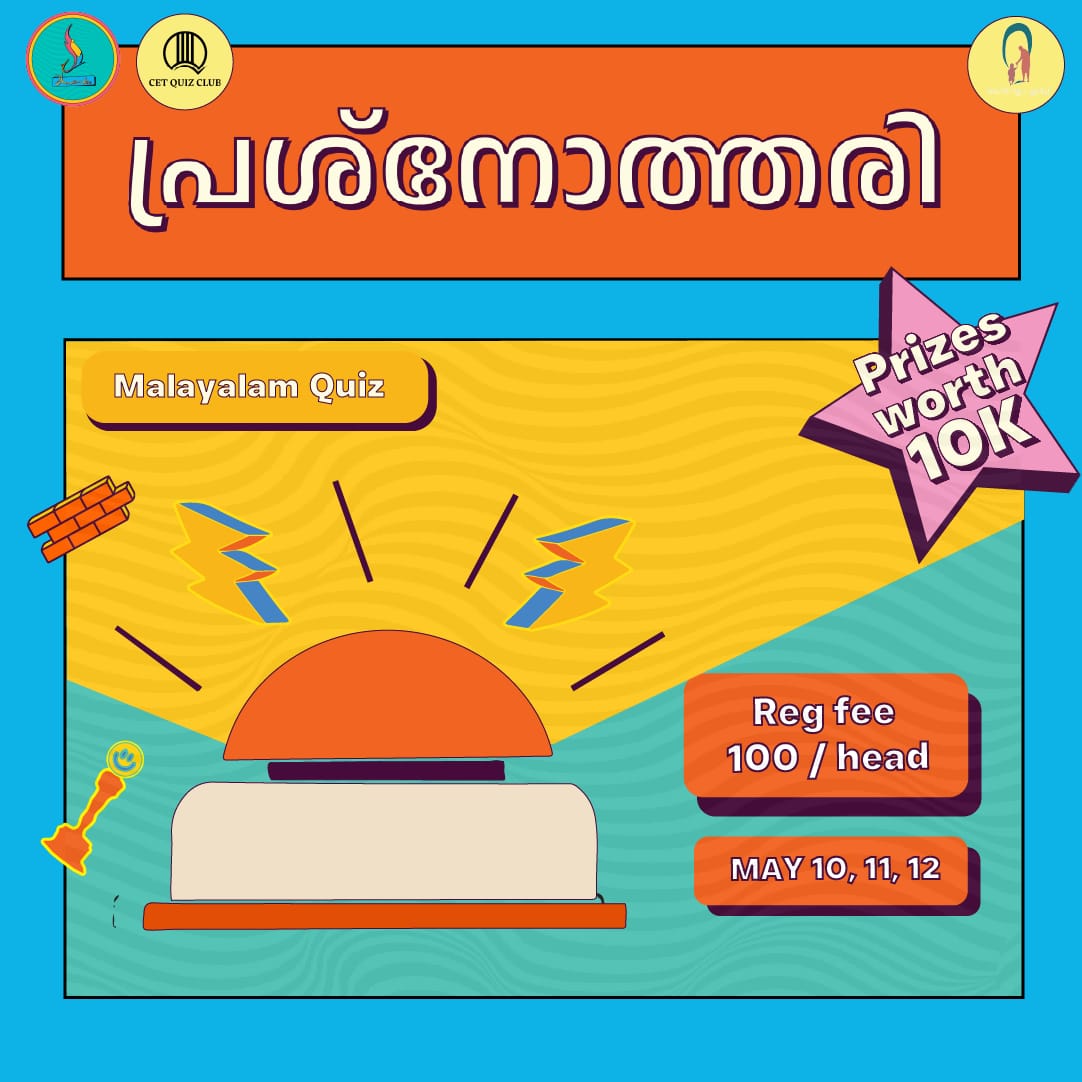 CET QUIZ CLUB
പ്രശ്നോത്തരി
Prizes
worth
10K
Malayalam Quiz
Reg fee
100 / head
MAY 10, 11, 12